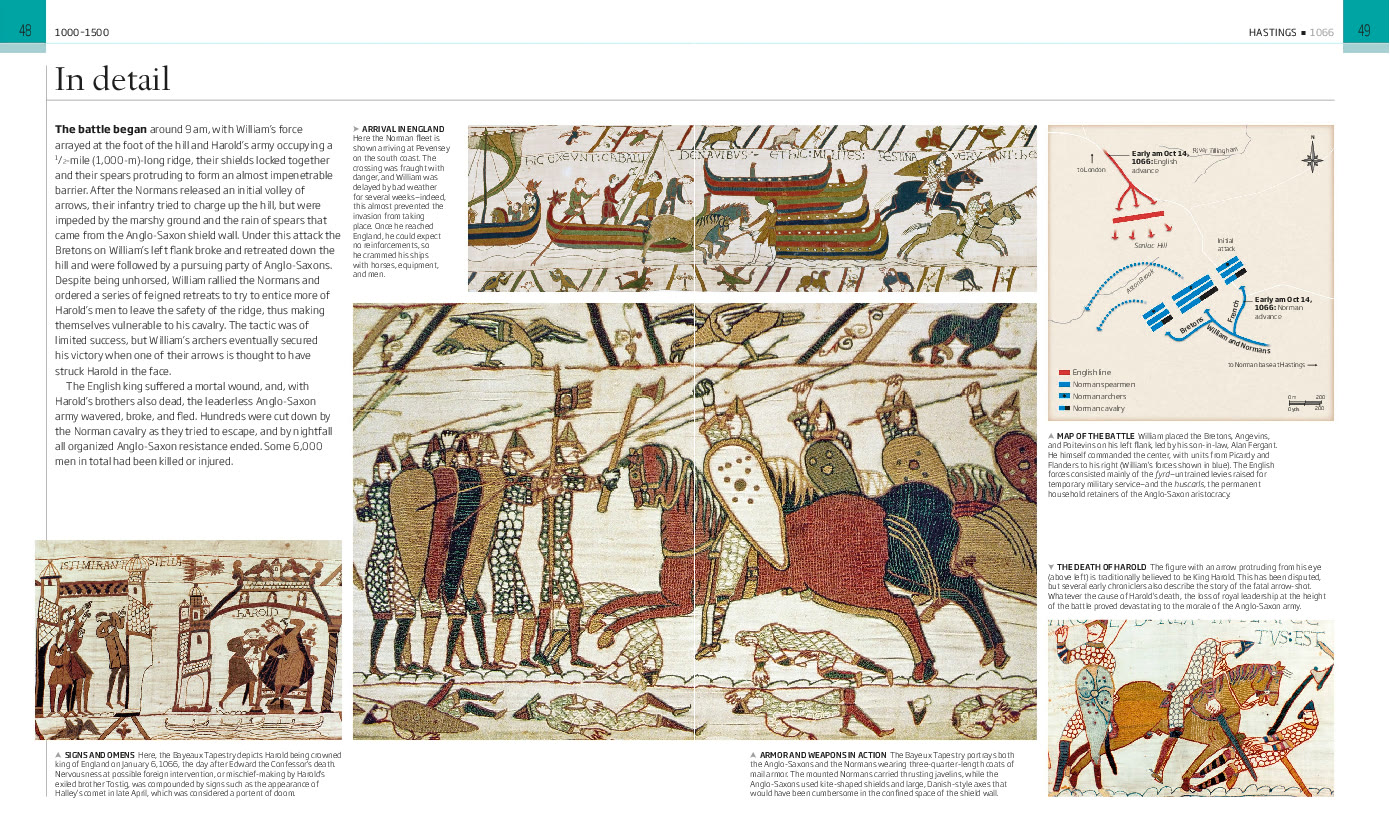 48
1000–1500
HASTINGS ■ 1066
49
In detail
The battle began around 9 am, with William's force
arrayed at the foot of the hill and Harold's army occupying a
1/2-mile (1,000-m)-long ridge, their shields locked together
and their spears protruding to form an almost impenetrable
barrier. After the Normans released an initial volley of
arrows, their infantry tried to charge up the hill, but were
impeded by the marshy ground and the rain of spears that
came from the Anglo-Saxon shield wall. Under this attack the
Bretons on William's left flank broke and retreated down the
hill and were followed by a pursuing party of Anglo-Saxons.
Despite being unhorsed, William rallied the Normans and
ordered a series of feigned retreats to try to entice more of
Harold's men to leave the safety of the ridge, thus making
themselves vulnerable to his cavalry. The tactic was of
limited success, but William's archers eventually secured
his victory when one of their arrows is thought to have
struck Harold in the face.
The English king suffered a mortal wound, and, with
Harold's brothers also dead, the leaderless Anglo-Saxon
army wavered, broke, and fled. Hundreds were cut down by
the Norman cavalry as they tried to escape, and by nightfall
all organized Anglo-Saxon resistance ended. Some 6,000
men in total had been killed or injured.
ISTI MIRANT STELLA
HAROLD
▲ SIGNS AND OMENS Here, the Bayeaux Tapestry depicts Harold being crowned
king of England on January 6, 1066, the day after Edward the Confessor's death.
Nervousness at possible foreign intervention, or mischief-making by Harold's
exiled brother Tostig, was compounded by signs such as the appearance of
Halley's comet in late April, which was considered a portent of doom.
▶ ARRIVAL IN ENGLAND
Here the Norman fleet is
shown arriving at Pevensey
on the south coast. The
crossing was fraught with
danger, and William was
delayed by bad weather
for several weeks—indeed,
this almost prevented the
invasion from taking
place. Once he reached
England, he could expect
no reinforcements, so
he crammed his ships
with horses, equipment,
and men.
HIC EXEVNT: CABALLI DENAVIBVS · ET HIC: MILITES: FESTINA VERV
▲ ARMOR AND WEAPONS IN ACTION The Bayeux Tapestry portrays both
the Anglo-Saxons and the Normans wearing three-quarter-length coats of
mail armor. The mounted Normans carried thrusting javelins, while the
Anglo-Saxons used kite-shaped shields and large, Danish-style axes that
would have been cumbersome in the confined space of the shield wall.
N
River Tillingham
to London
Early am Oct 14,
1066: English
advance
Senlac Hill
Initial
attack
Asten Brook
Early am Oct 14,
1066: Norman
advance
French
Bretons
William and Normans
to Norman base at Hastings
English line
Norman spearmen
Norman archers
Norman cavalry
0 m 200
0 yds 200
▲ MAP OF THE BATTLE William placed the Bretons, Angevins,
and Poitevins on his left flank, led by his son-in-law, Alan Fergant.
He himself commanded the center, with units from Picardy and
Flanders to his right (William's forces shown in blue). The English
forces consisted mainly of the fyrd—untrained levies raised for
temporary military service—and the huscarls, the permanent
household retainers of the Anglo-Saxon aristocracy.
▼ THE DEATH OF HAROLD The figure with an arrow protruding from his eye
(above left) is traditionally believed to be King Harold. This has been disputed,
but several early chroniclers also describe the story of the fatal arrow-shot.
Whatever the cause of Harold's death, the loss of royal leadership at the height
of the battle proved devastating to the morale of the Anglo-Saxon army.
TVS: EST